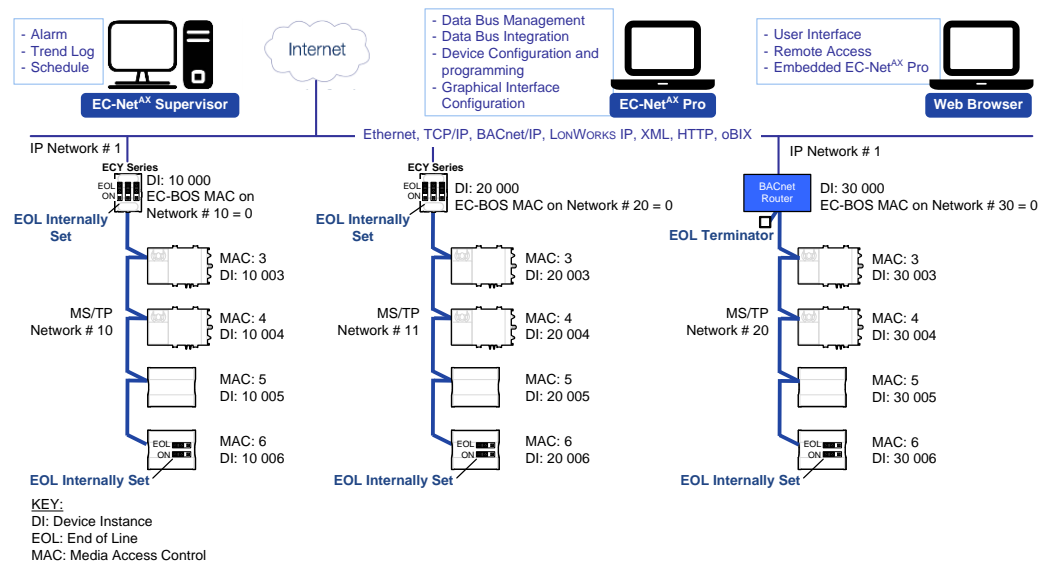 - Alarm
- Trend Log
- Schedule
EC-NetAX Supervisor
Internet
- Data Bus Management
- Data Bus Integration
- Device Configuration and
programming
- Graphical Interface
Configuration
EC-NetAX Pro
- User Interface
- Remote Access
- Embedded EC-NetAX Pro
Web Browser
Ethernet, TCP/IP, BACnet/IP, LONWORKS IP, XML, HTTP, oBIX
IP Network # 1
ECY Series
EOL
ON
DI: 10 000
EC-BOS MAC on
Network # 10 = 0
EOL Internally
Set
MAC: 3
DI: 10 003
MS/TP
Network # 10
MAC: 4
DI: 10 004
MAC: 5
DI: 10 005
EOL
ON
MAC: 6
DI: 10 006
EOL Internally Set
ECY Series
EOL
ON
DI: 20 000
EC-BOS MAC on Network # 20 = 0
EOL Internally
Set
MAC: 3
DI: 20 003
MS/TP
Network # 11
MAC: 4
DI: 20 004
MAC: 5
DI: 20 005
EOL
ON
MAC: 6
DI: 20 006
EOL Internally Set
IP Network # 1
BACnet
Router
DI: 30 000
EC-BOS MAC on Network # 30 = 0
EOL Terminator
MAC: 3
DI: 30 003
MS/TP
Network # 20
MAC: 4
DI: 30 004
MAC: 5
DI: 30 005
EOL
ON
MAC: 6
DI: 30 006
EOL Internally Set
KEY:
DI: Device Instance
EOL: End of Line
MAC: Media Access Control